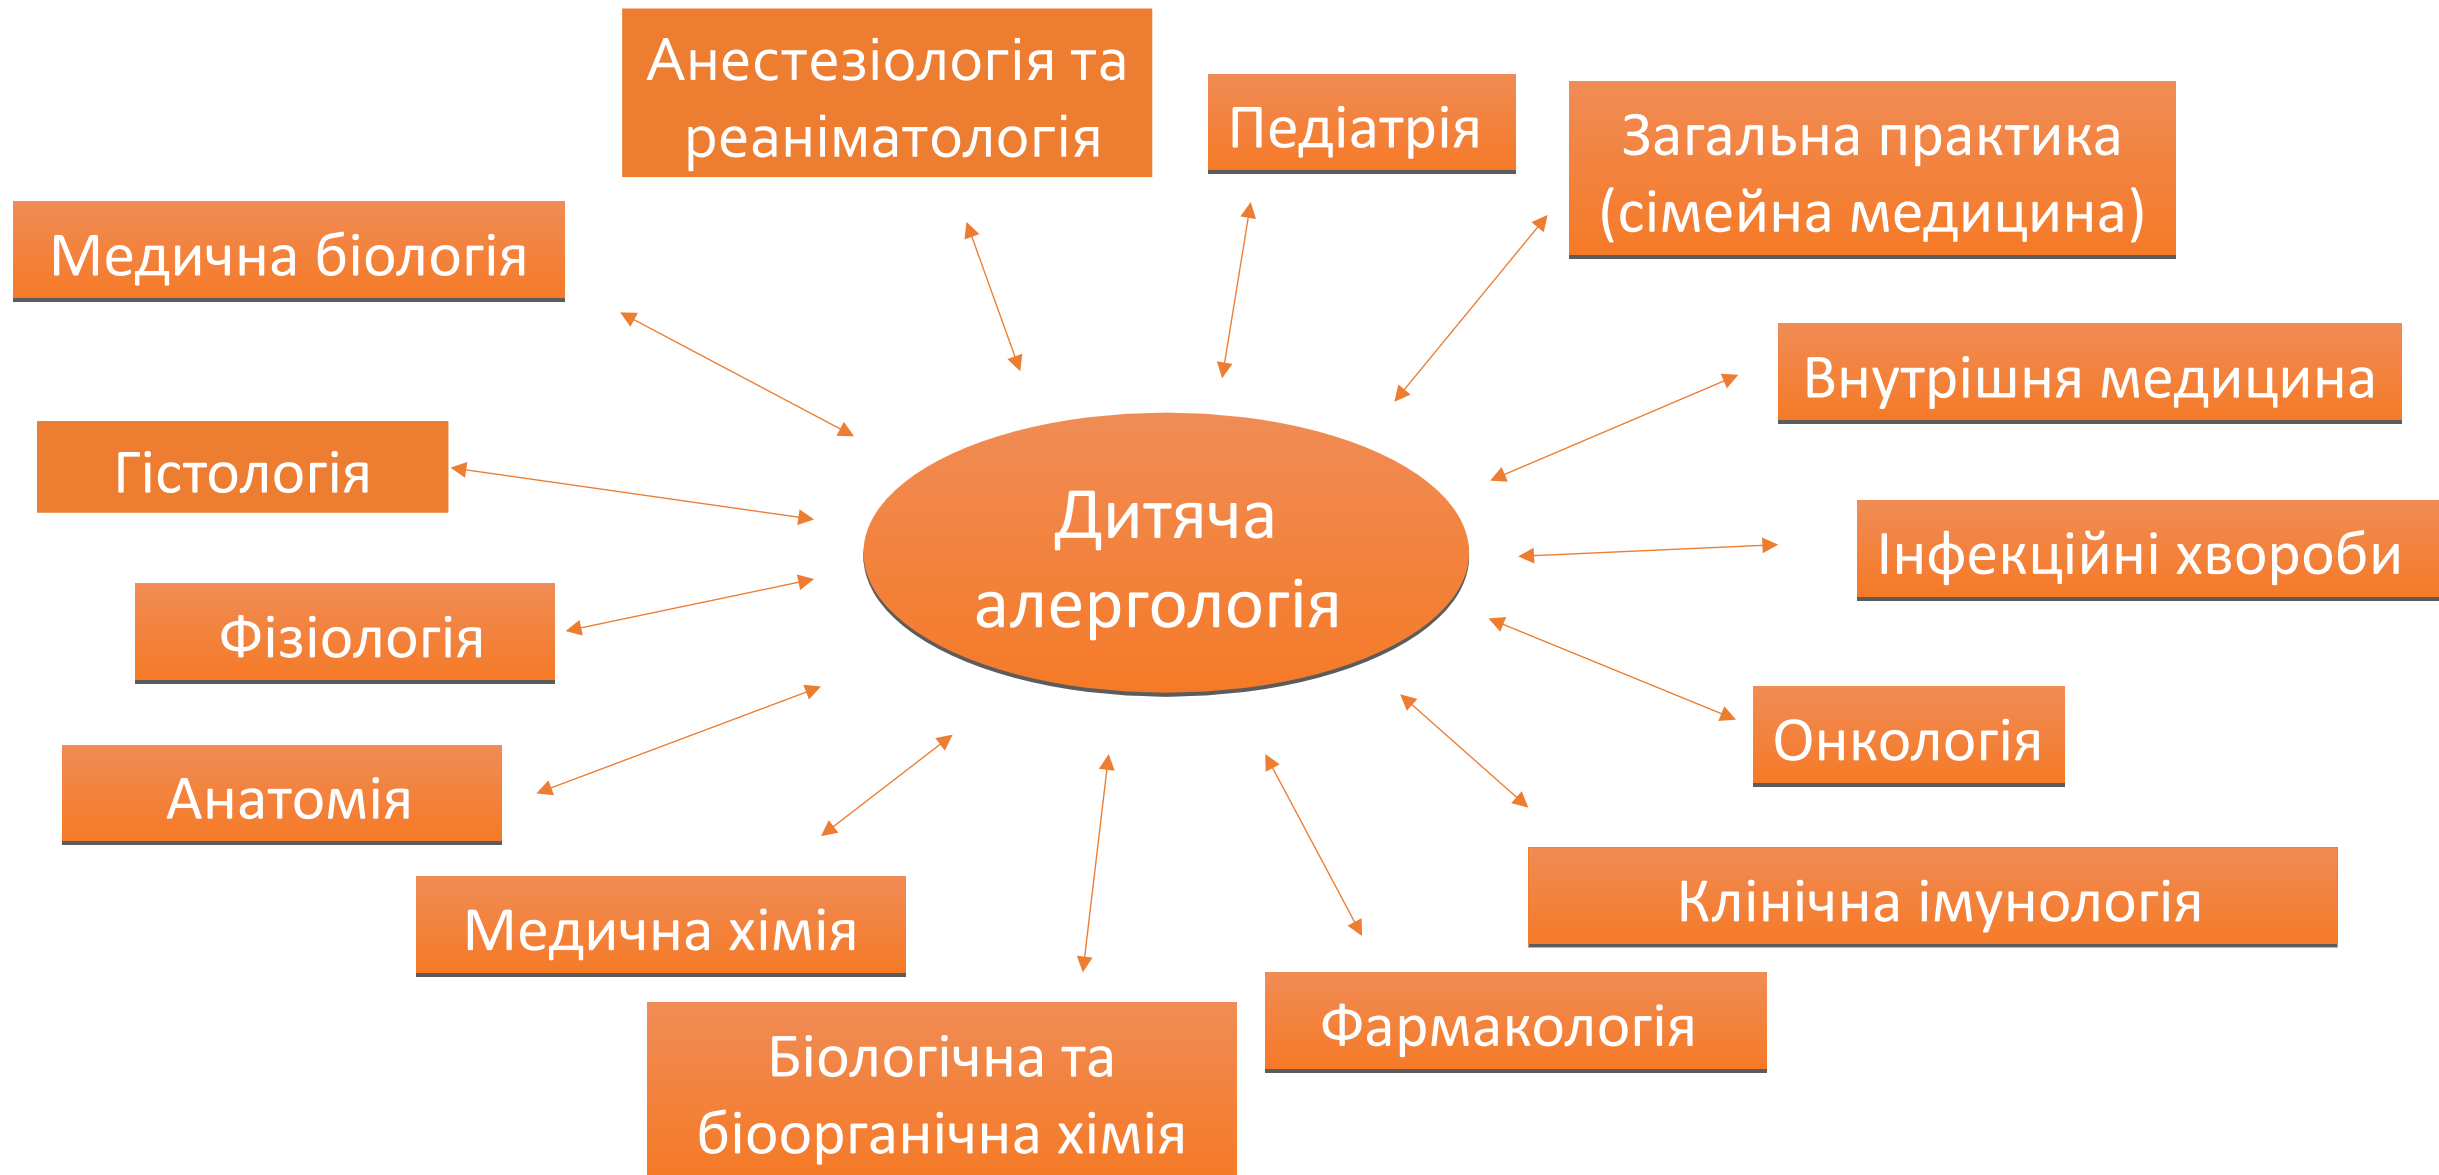 Анестезіологія та
реаніматологія
Педіатрія
Загальна практика
(сімейна медицина)
Медична біологія
Внутрішня медицина
Гістологія
Дитяча
алергологія
Інфекційні хвороби
Фізіологія
Онкологія
Анатомія
Клінічна імунологія
Медична хімія
Фармакологія
Біологічна та
біоорганічна хімія